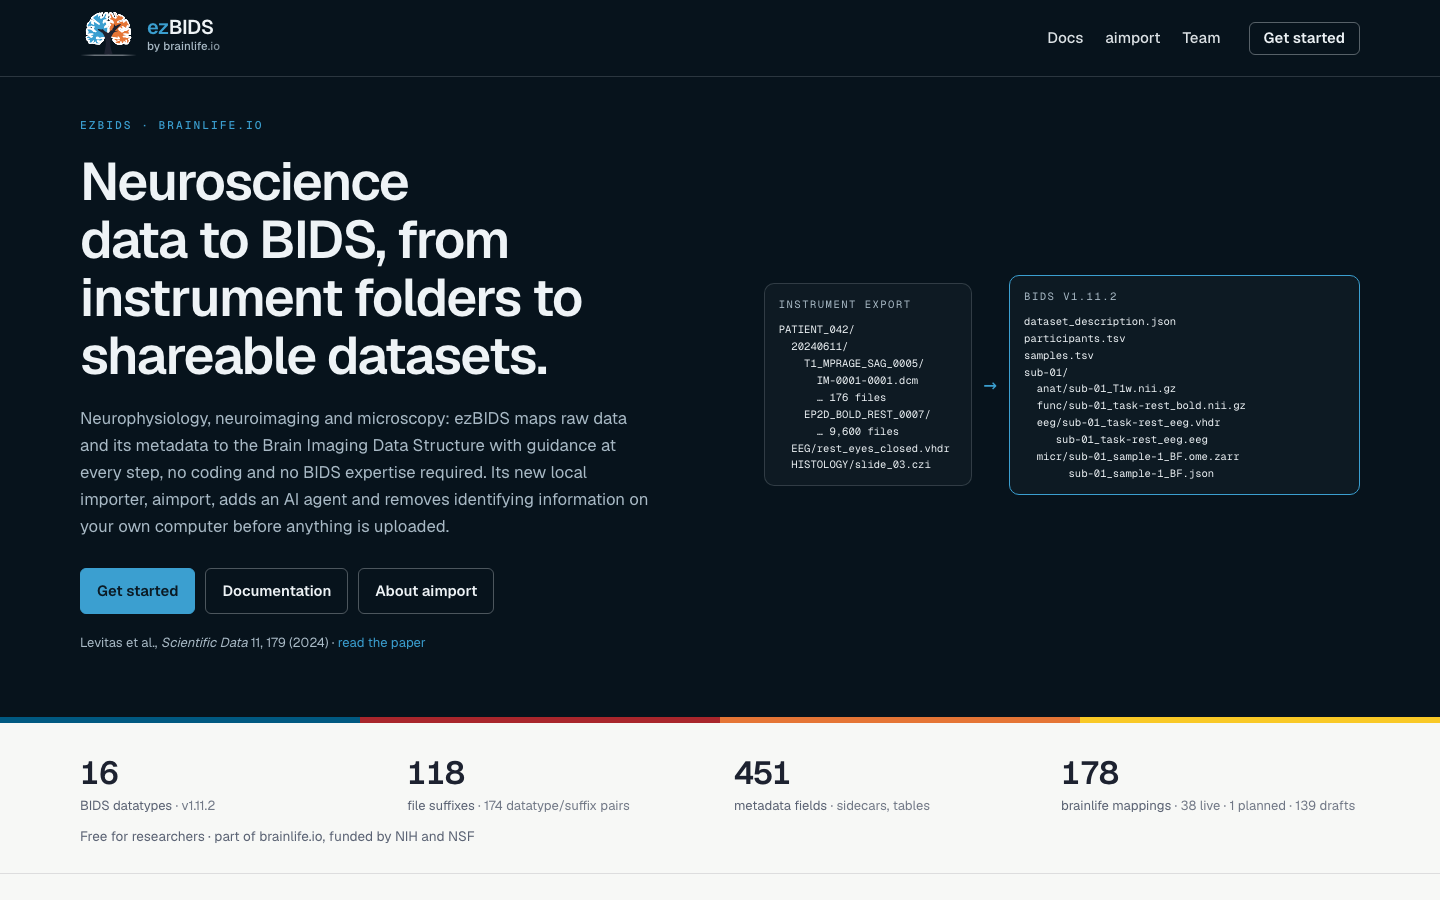 ezBIDS
by brainlife.io
Docs
aimport
Team
Get started
EZBIDS · BRAINLIFE.IO
Neuroscience
data to BIDS, from
instrument folders to
shareable datasets.
Neurophysiology, neuroimaging and microscopy: ezBIDS maps raw data
and its metadata to the Brain Imaging Data Structure with guidance at
every step, no coding and no BIDS expertise required. Its new local
importer, aimport, adds an AI agent and removes identifying information on
your own computer before anything is uploaded.
Get started
Documentation
About aimport
Levitas et al., Scientific Data 11, 179 (2024) · read the paper
INSTRUMENT EXPORT
PATIENT_042/
20240611/
T1_MPRAGE_SAG_0005/
IM-0001-0001.dcm
… 176 files
EP2D_BOLD_REST_0007/
… 9,600 files
EEG/rest_eyes_closed.vhdr
HISTOLOGY/slide_03.czi
→
BIDS V1.11.2
dataset_description.json
participants.tsv
samples.tsv
sub-01/
anat/sub-01_T1w.nii.gz
func/sub-01_task-rest_bold.nii.gz
eeg/sub-01_task-rest_eeg.vhdr
sub-01_task-rest_eeg.eeg
micr/sub-01_sample-1_BF.ome.zarr
sub-01_sample-1_BF.json
16
BIDS datatypes · v1.11.2
118
file suffixes · 174 datatype/suffix pairs
451
metadata fields · sidecars, tables
178
brainlife mappings · 38 live · 1 planned · 139 drafts
Free for researchers · part of brainlife.io, funded by NIH and NSF